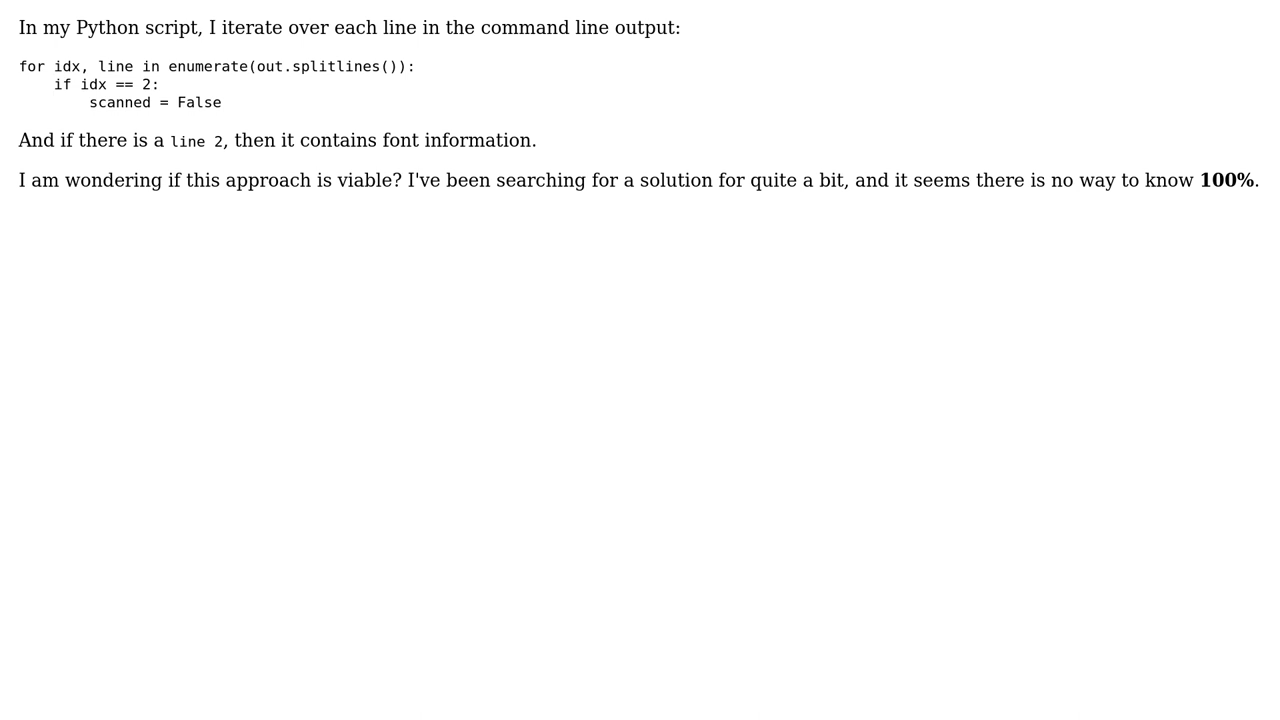 In my Python script, I iterate over each line in the command line output:
for idx, line in enumerate(out.splitlines()):
    if idx == 2:
        scanned = False
And if there is a line 2, then it contains font information.
I am wondering if this approach is viable? I've been searching for a solution for quite a bit, and it seems there is no way to know 100%.